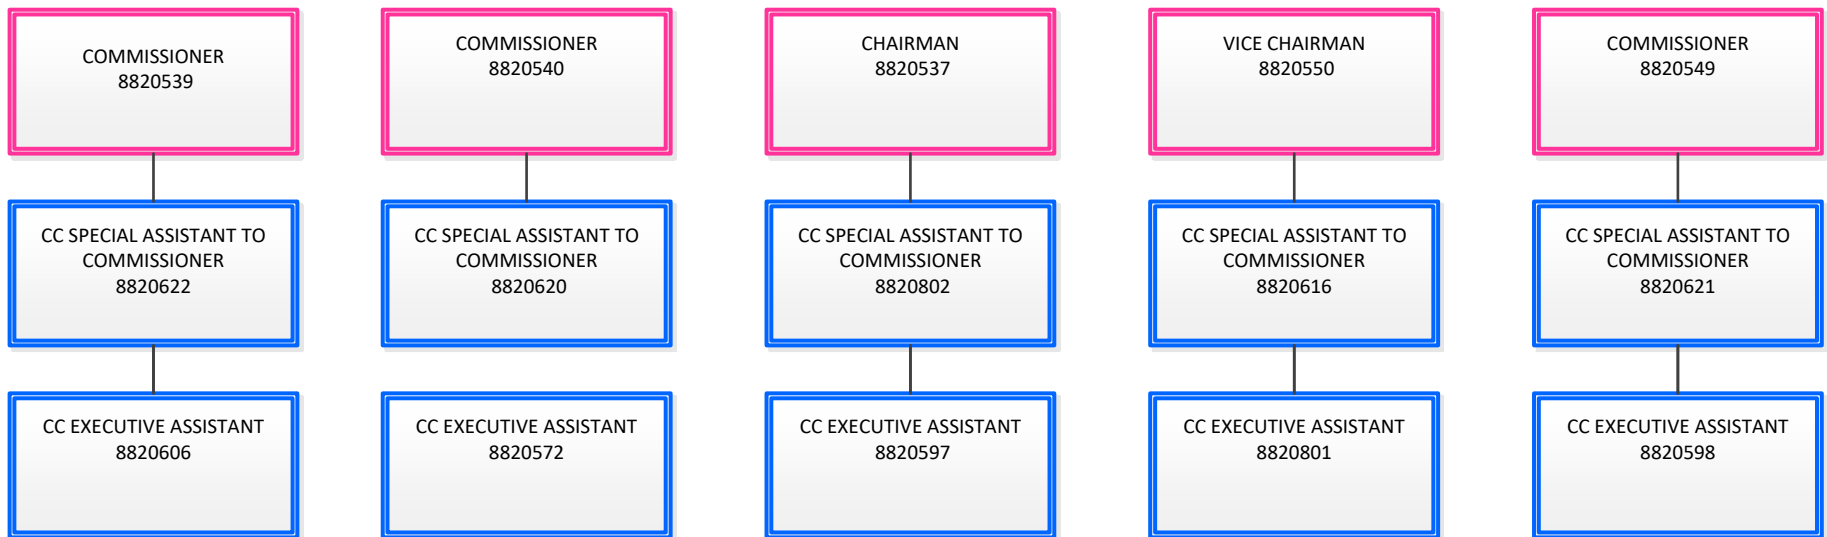 COMMISSIONER
8820539
COMMISSIONER
8820540
CHAIRMAN
8820537
VICE CHAIRMAN
8820550
COMMISSIONER
8820549
CC SPECIAL ASSISTANT TO
COMMISSIONER
8820622
CC SPECIAL ASSISTANT TO
COMMISSIONER
8820620
CC SPECIAL ASSISTANT TO
COMMISSIONER
8820802
CC SPECIAL ASSISTANT TO
COMMISSIONER
8820616
CC SPECIAL ASSISTANT TO
COMMISSIONER
8820621
CC EXECUTIVE ASSISTANT
8820606
CC EXECUTIVE ASSISTANT
8820572
CC EXECUTIVE ASSISTANT
8820597
CC EXECUTIVE ASSISTANT
8820801
CC EXECUTIVE ASSISTANT
8820598